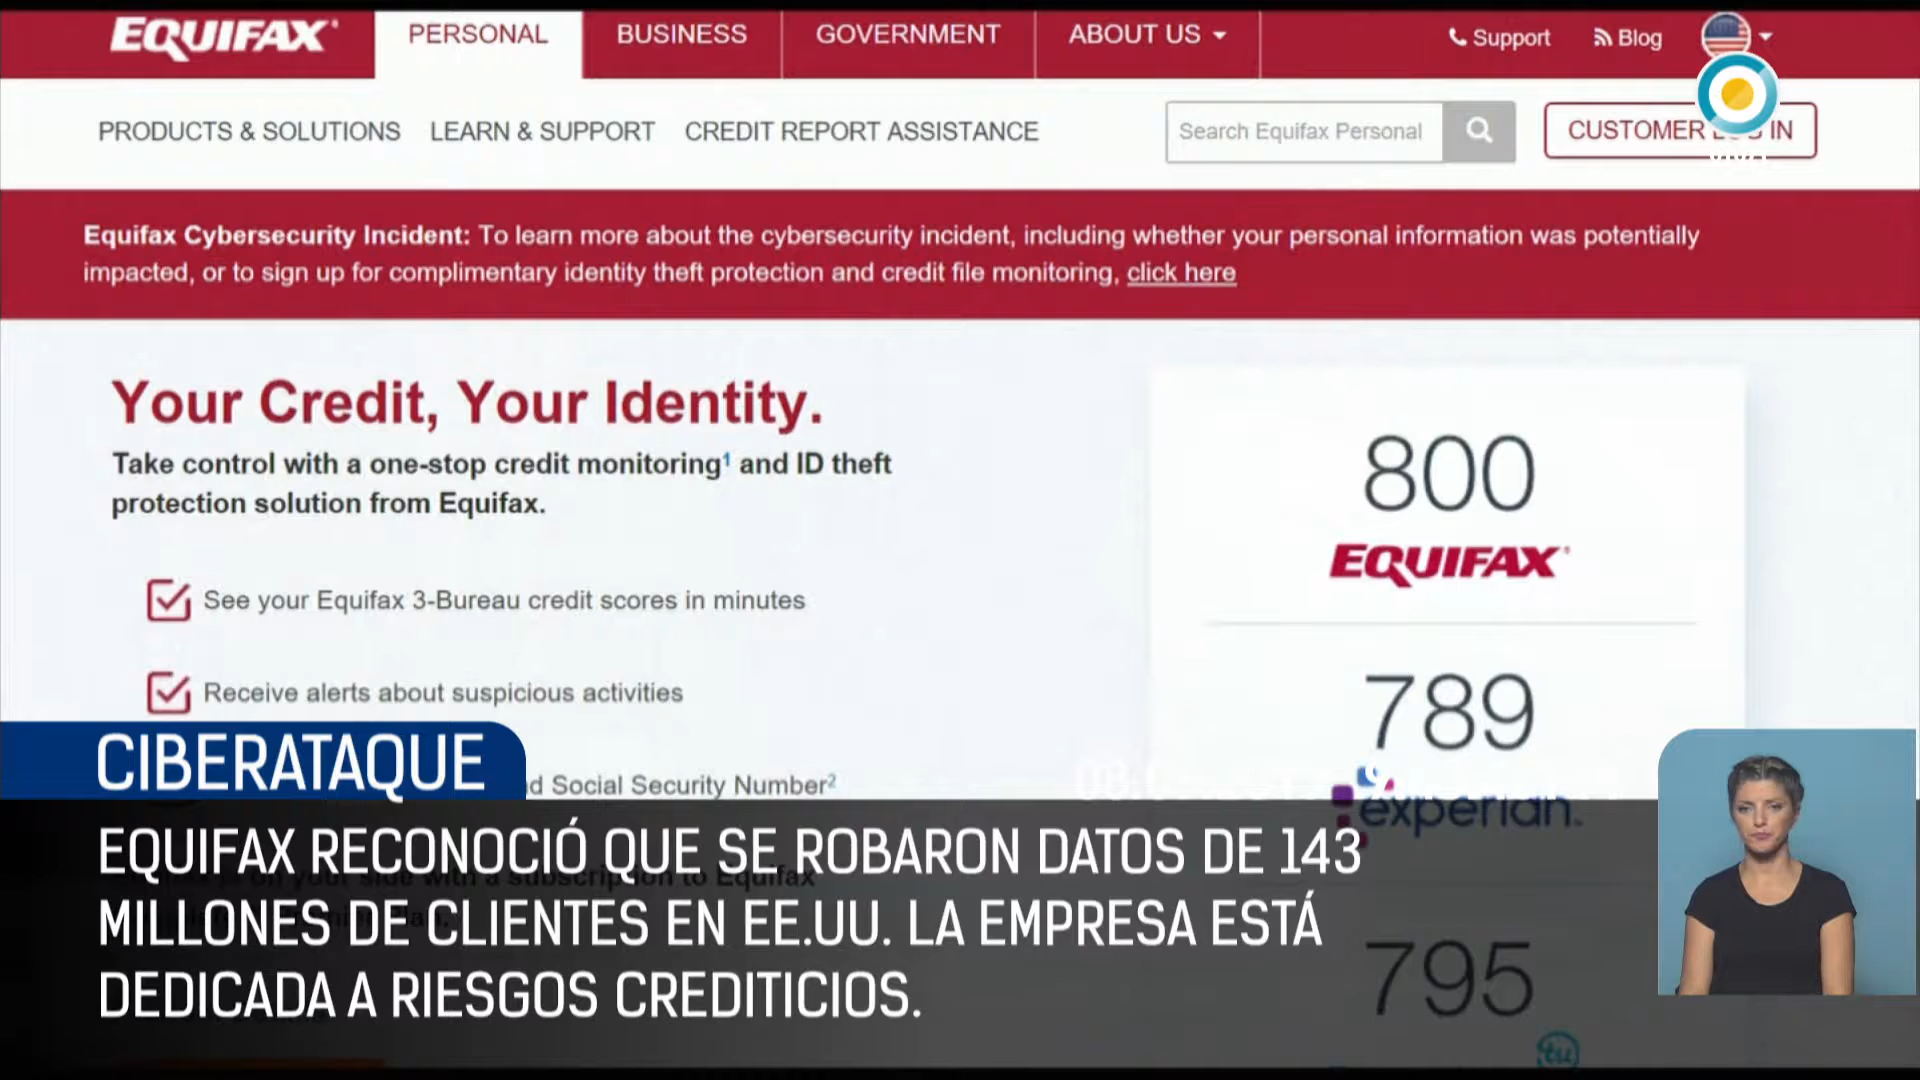 EQUIFAX
PERSONAL
BUSINESS
GOVERNMENT
ABOUT US
Support
Blog
PRODUCTS & SOLUTIONS
LEARN & SUPPORT
CREDIT REPORT ASSISTANCE
Search Equifax Personal
CUSTOMER IN
Equifax Cybersecurity Incident: To learn more about the cybersecurity incident, including whether your personal information was potentially
impacted, or to sign up for complimentary identity theft protection and credit file monitoring, click here
Your Credit, Your Identity.
Take control with a one-stop credit monitoring¹ and ID theft
protection solution from Equifax.
See your Equifax 3-Bureau credit scores in minutes
Receive alerts about suspicious activities
Social Security Number²
800
EQUIFAX
789
experian.
795
tu
CIBERATAQUE
EQUIFAX RECONOCIÓ QUE SE ROBARON DATOS DE 143
MILLONES DE CLIENTES EN EE.UU. LA EMPRESA ESTÁ
DEDICADA A RIESGOS CREDITICIOS.